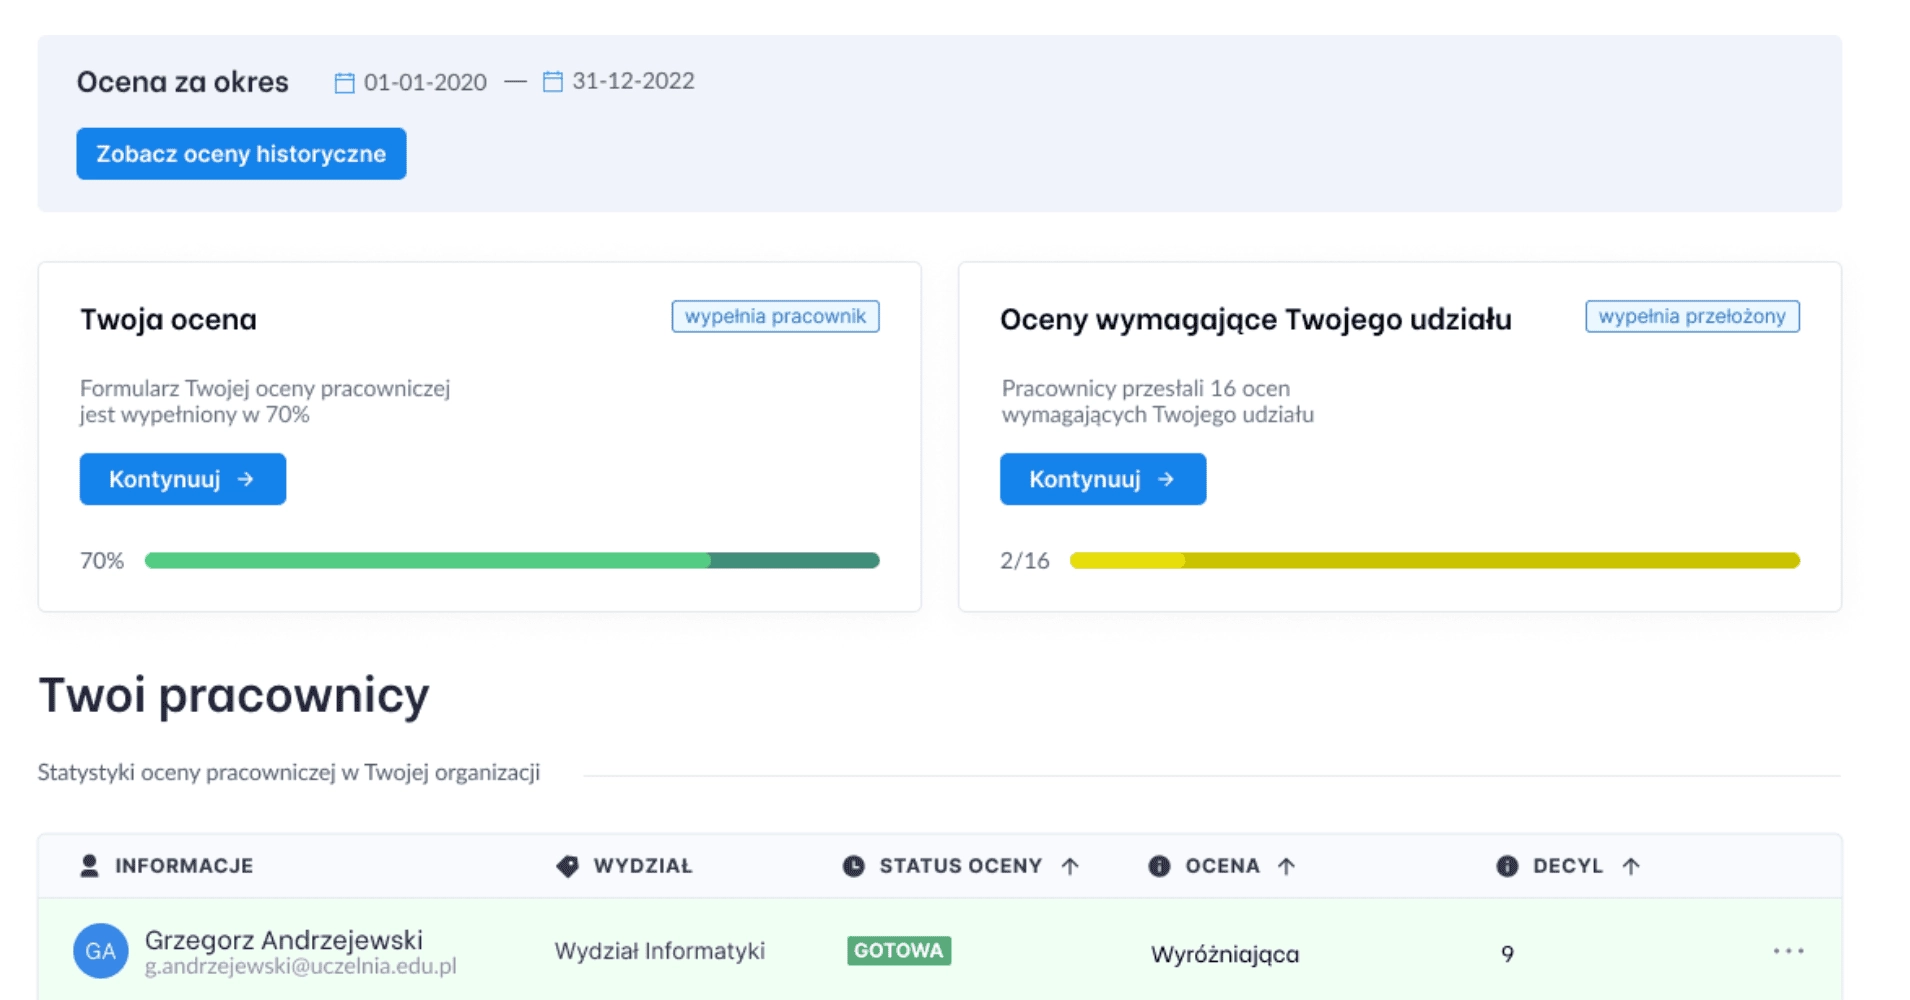 Ocena za okres 01-01-2020 — 31-12-2022
Zobacz oceny historyczne
Twoja ocena
wypełnia pracownik
Formularz Twojej oceny pracowniczej
jest wypełniony w 70%
Kontynuuj →
70%
Oceny wymagające Twojego udziału
wypełnia przełożony
Pracownicy przesłali 16 ocen
wymagających Twojego udziału
Kontynuuj →
2/16
Twoi pracownicy
Statystyki oceny pracowniczej w Twojej organizacji
INFORMACJE WYDZIAŁ STATUS OCENY ↑ OCENA ↑ DECYL ↑
GA Grzegorz Andrzejewski Wydział Informatyki GOTOWA Wyróżniająca 9 ...
g.andrzejewski@uczelnia.edu.pl